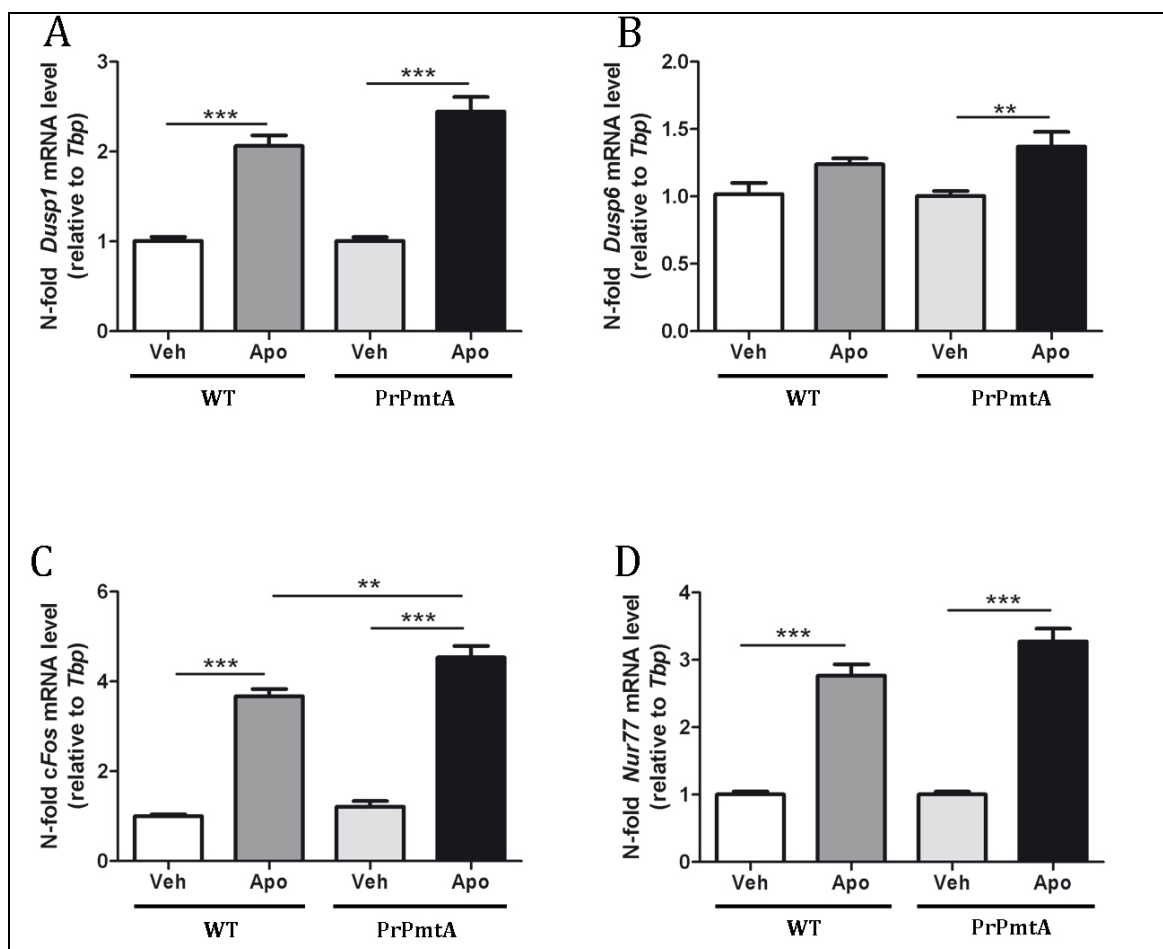 A
N-fold Dusp1 mRNA level
(relative to Tbp)
3
2
1
0
***
***
Veh
Apo
Veh
Apo
WT
PrPmtA
B
N-fold Dusp6 mRNA level
(relative to Tbp)
2.0
1.5
1.0
0.5
0.0
**
Veh
Apo
Veh
Apo
WT
PrPmtA
C
N-fold cFos mRNA level
(relative to Tbp)
6
4
2
0
**
***
***
Veh
Apo
Veh
Apo
WT
PrPmtA
D
N-fold Nur77 mRNA level
(relative to Tbp)
4
3
2
1
0
***
***
Veh
Apo
Veh
Apo
WT
PrPmtA